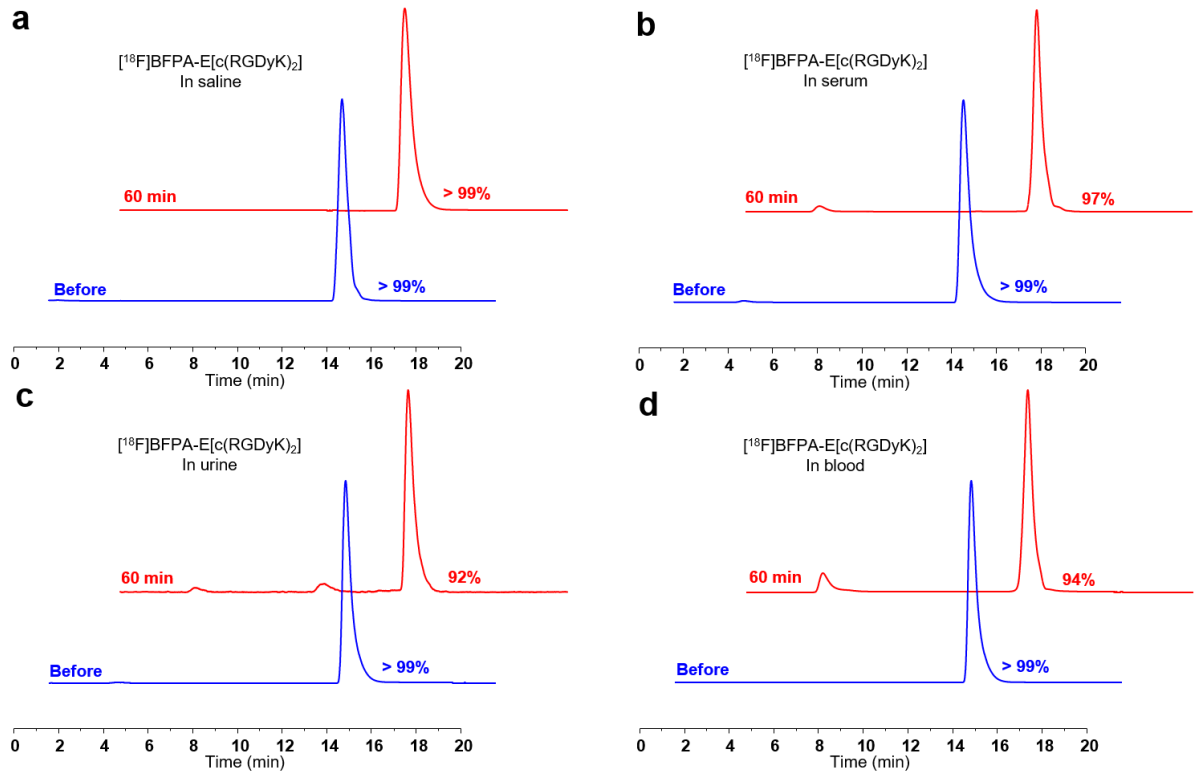 a
[¹⁸F]BFPA-E[c(RGDyK)₂]
In saline
60 min
> 99%
Before
> 99%
0 2 4 6 8 10 12 14 16 18 20
Time (min)
b
[¹⁸F]BFPA-E[c(RGDyK)₂]
In serum
60 min
97%
Before
> 99%
0 2 4 6 8 10 12 14 16 18 20
Time (min)
c
[¹⁸F]BFPA-E[c(RGDyK)₂]
In urine
60 min
92%
Before
> 99%
0 2 4 6 8 10 12 14 16 18 20
Time (min)
d
[¹⁸F]BFPA-E[c(RGDyK)₂]
In blood
60 min
94%
Before
> 99%
0 2 4 6 8 10 12 14 16 18 20
Time (min)